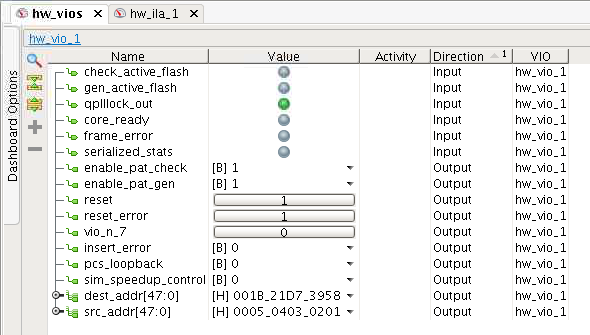 hw_vios × hw_ila_1 ×
hw_vio_1
Dashboard Options
Name Value Activity Direction 1 VIO
check_active_flash Input hw_vio_1
gen_active_flash Input hw_vio_1
qplllock_out Input hw_vio_1
core_ready Input hw_vio_1
frame_error Input hw_vio_1
serialized_stats Input hw_vio_1
enable_pat_check [B] 1 Output hw_vio_1
enable_pat_gen [B] 1 Output hw_vio_1
reset 1 Output hw_vio_1
reset_error 1 Output hw_vio_1
vio_n_7 0 Output hw_vio_1
insert_error [B] 0 Output hw_vio_1
pcs_loopback [B] 0 Output hw_vio_1
sim_speedup_control [B] 0 Output hw_vio_1
dest_addr[47:0] [H] 001B_21D7_3958 Output hw_vio_1
src_addr[47:0] [H] 0005_0403_0201 Output hw_vio_1